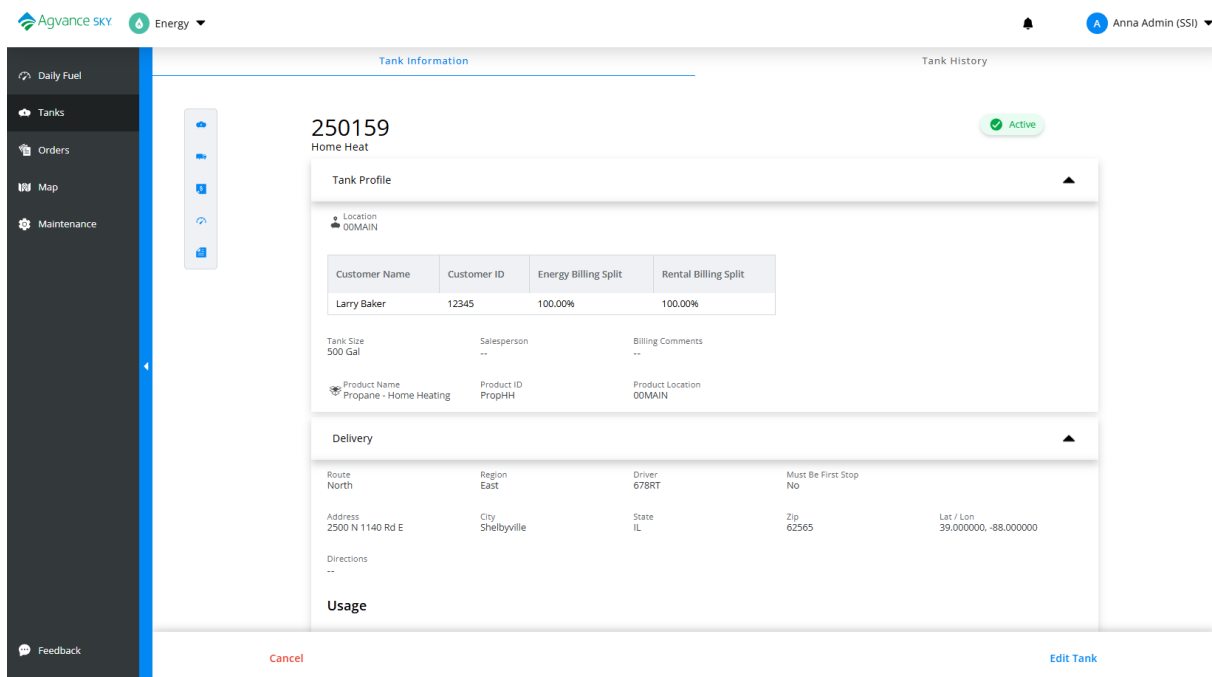 Agvance SKY Energy Anna Admin (SSI)
A
Daily Fuel
Tanks
Orders
Map
Maintenance
Feedback
Tank Information Tank History
250159
Home Heat
Active
Tank Profile
Location
00MAIN
Customer Name Customer ID Energy Billing Split Rental Billing Split
Larry Baker 12345 100.00% 100.00%
Tank Size Salesperson Billing Comments
500 Gal -- --
Product Name Product ID Product Location
Propane - Home Heating PropHH 00MAIN
Delivery
Route Region Driver Must Be First Stop
North East 678RT No
Address City State Zip Lat / Lon
2500 N 1140 Rd E Shelbyville IL 62565 39.000000, -88.000000
Directions
--
Usage
Cancel Edit Tank